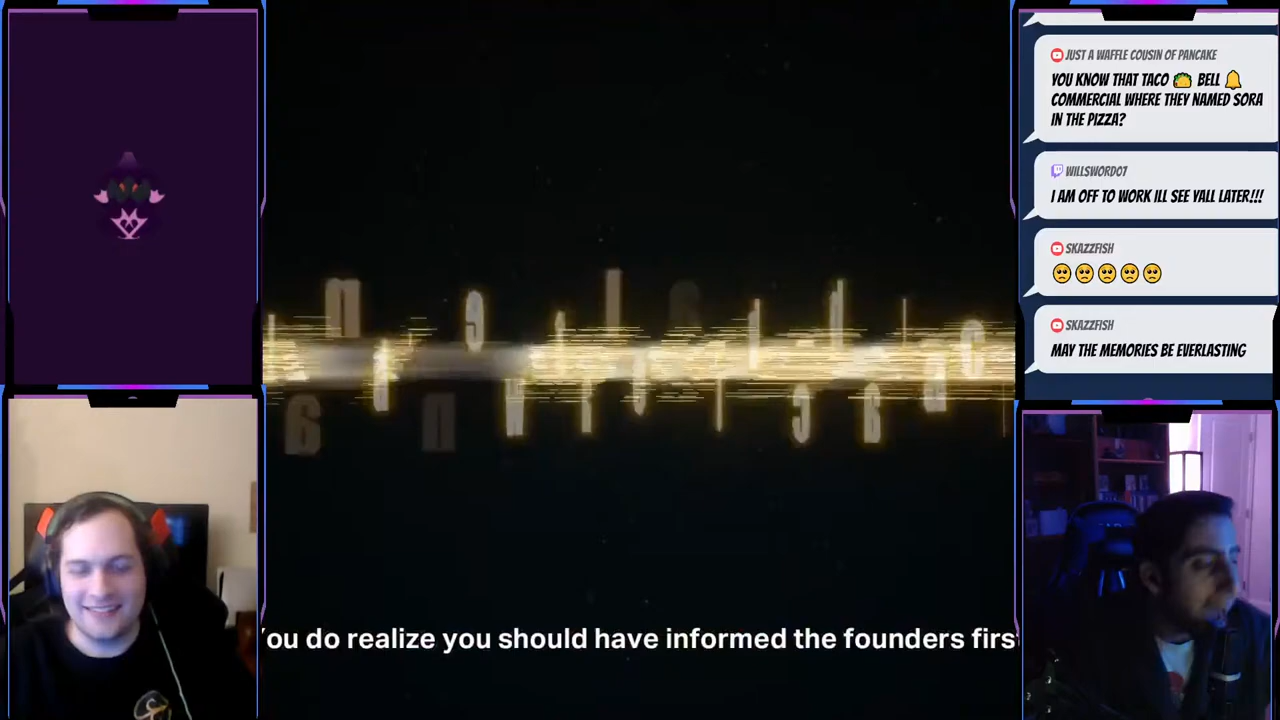 JUST A WAFFLE COUSIN OF PANCAKE
YOU KNOW THAT TACO 🌮 BELL 🔔
COMMERCIAL WHERE THEY NAMED SORA
IN THE PIZZA?
WILLSWORD07
I AM OFF TO WORK ILL SEE YALL LATER!!!
SKAZZFISH
🥺🥺🥺🥺🥺
SKAZZFISH
MAY THE MEMORIES BE EVERLASTING
You do realize you should have informed the founders first